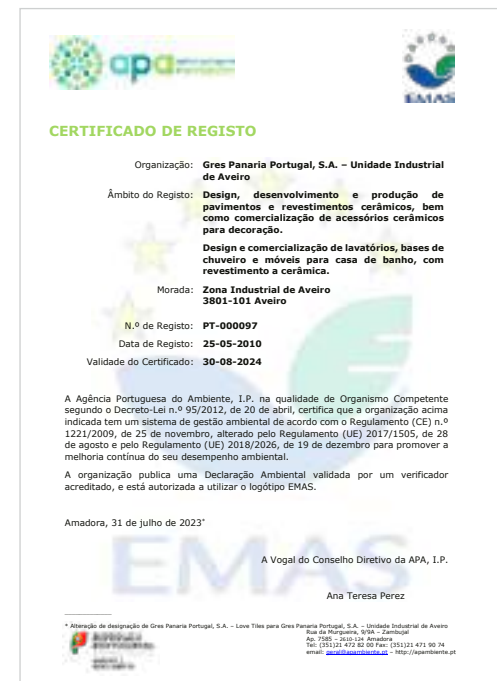 apa
EMAS
CERTIFICADO DE REGISTO
Organização: Gres Panaria Portugal, S.A. – Unidade Industrial
de Aveiro
Âmbito do Registo: Design, desenvolvimento e produção de
pavimentos e revestimentos cerâmicos, bem
como comercialização de acessórios cerâmicos
para decoração.
Design e comercialização de lavatórios, bases de
chuveiro e móveis para casa de banho, com
revestimento a cerâmica.
Morada: Zona Industrial de Aveiro
3801-101 Aveiro
N.º de Registo: PT-000097
Data de Registo: 25-05-2010
Validade do Certificado: 30-08-2024
A Agência Portuguesa do Ambiente, I.P. na qualidade de Organismo Competente
segundo o Decreto-Lei n.º 95/2012, de 20 de abril, certifica que a organização acima
indicada tem um sistema de gestão ambiental de acordo com o Regulamento (CE) n.º
1221/2009, de 25 de novembro, alterado pelo Regulamento (UE) 2017/1505, de 28
de agosto e pelo Regulamento (UE) 2018/2026, de 19 de dezembro para promover a
melhoria contínua do seu desempenho ambiental.
A organização publica uma Declaração Ambiental validada por um verificador
acreditado, e está autorizada a utilizar o logótipo EMAS.
Amadora, 31 de julho de 2023*
EMAS
A Vogal do Conselho Diretivo da APA, I.P.
Ana Teresa Perez
* Alteração de designação de Gres Panaria Portugal, S.A. – Love Tiles para Gres Panaria Portugal, S.A. – Unidade Industrial de Aveiro
Rua da Murgueira, 9/9A – Zambujal
Ap. 7585 – 2610-124 Amadora
Tel: (351)21 472 82 00 Fax: (351)21 471 90 74
email: geral@apambiente.pt – http://apambiente.pt